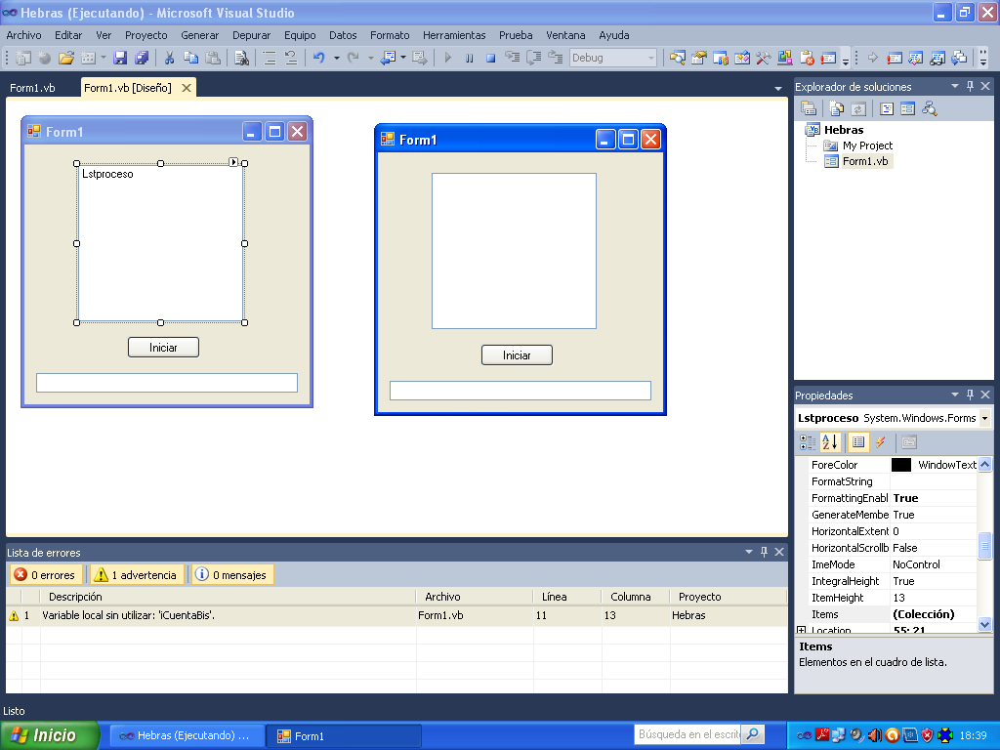 Hebras (Ejecutando) - Microsoft Visual Studio
Archivo Editar Ver Proyecto Generar Depurar Equipo Datos Formato Herramientas Prueba Ventana Ayuda
Debug
Form1.vb Form1.vb [Diseño]
Form1
Lstproceso
Iniciar
Form1
Iniciar
Explorador de soluciones
Hebras
My Project
Form1.vb
Propiedades
Lstproceso System.Windows.Forms
ForeColor WindowText
FormatString
FormattingEnabl True
GenerateMembe True
HorizontalExtent 0
HorizontalScrollb False
ImeMode NoControl
IntegralHeight True
ItemHeight 13
Items (Colección)
Location 55; 21
Items
Elementos en el cuadro de lista.
Lista de errores
0 errores 1 advertencia 0 mensajes
Descripción Archivo Línea Columna Proyecto
1 Variable local sin utilizar: 'iCuentaBis'. Form1.vb 11 13 Hebras
Listo
Inicio Hebras (Ejecutando) ... Form1 Búsqueda en el escrito 18:39